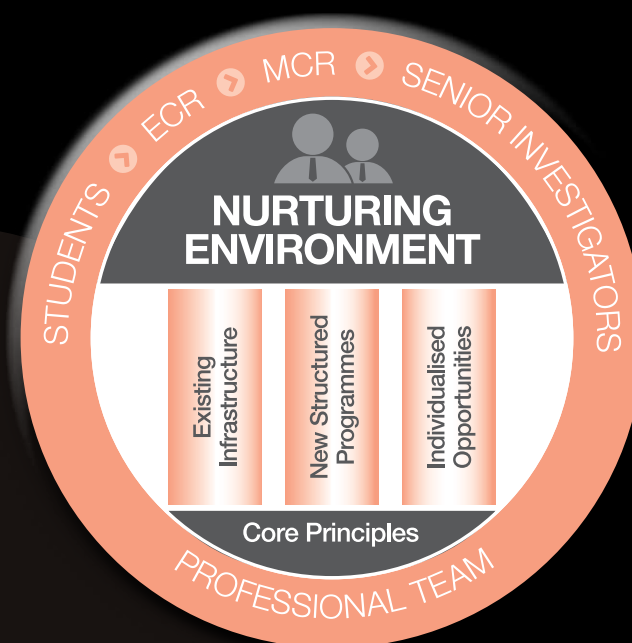 STUDENTS ECR MCR SENIOR INVESTIGATORS
NURTURING
ENVIRONMENT
Existing
Infrastructure
New Structured
Programmes
Individualised
Opportunities
Core Principles
PROFESSIONAL TEAM